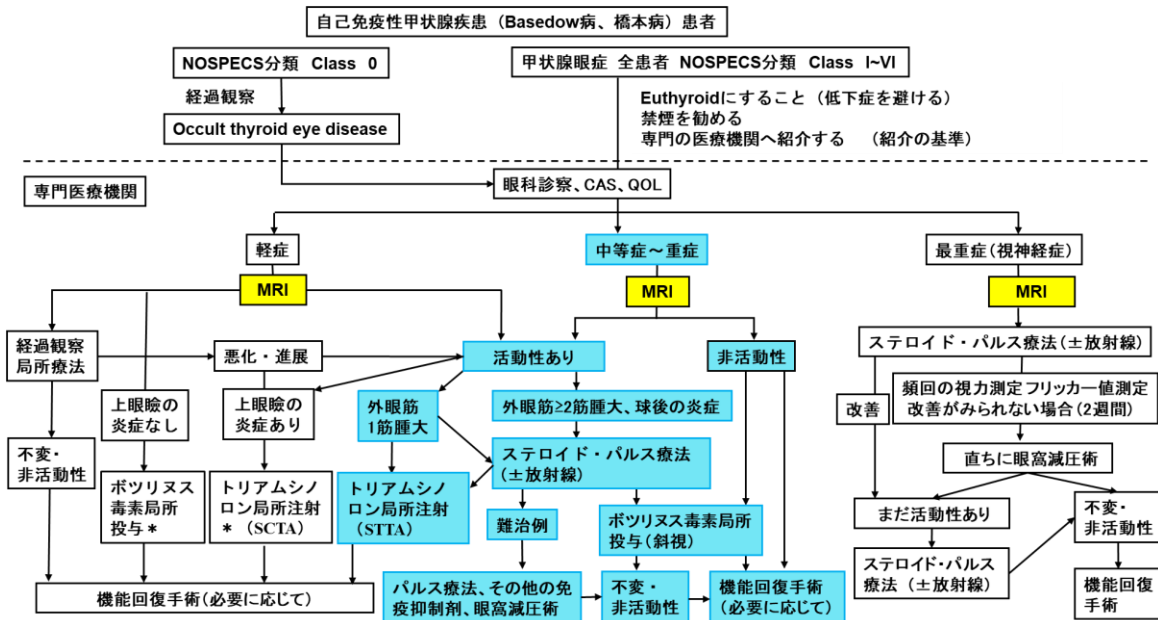 自己免疫性甲状腺疾患（Basedow病、橋本病）患者
NOSPECS分類 Class 0
甲状腺眼症 全患者 NOSPECS分類 Class I~VI
経過観察
Occult thyroid eye disease
Euthyroidにすること（低下症を避ける）
禁煙を勧める
専門の医療機関へ紹介する （紹介の基準）
専門医療機関
眼科診察、CAS、QOL
軽症
中等症～重症
最重症（視神経症）
MRI
MRI
MRI
経過観察
局所療法
悪化・進展
活動性あり
非活動性
ステロイド・パルス療法（±放射線）
上眼瞼の
炎症なし
上眼瞼の
炎症あり
外眼筋
1筋腫大
外眼筋≥2筋腫大、球後の炎症
改善
頻回の視力測定フリッカー値測定
改善がみられない場合（2週間）
不変・
非活動性
ステロイド・パルス療法
（±放射線）
直ちに眼窩減圧術
ボツリヌス
毒素局所
投与＊
トリアムシノ
ロン局所注射
＊（SCTA）
トリアムシノ
ロン局所注射
（STTA）
難治例
ボツリヌス毒素局所
投与（斜視）
まだ活動性あり
不変・
非活動性
ステロイド・パルス
療法（±放射線）
機能回復手術（必要に応じて）
パルス療法、その他の免
疫抑制剤、眼窩減圧術
不変・
非活動性
機能回復手術
（必要に応じて）
機能回復
手術